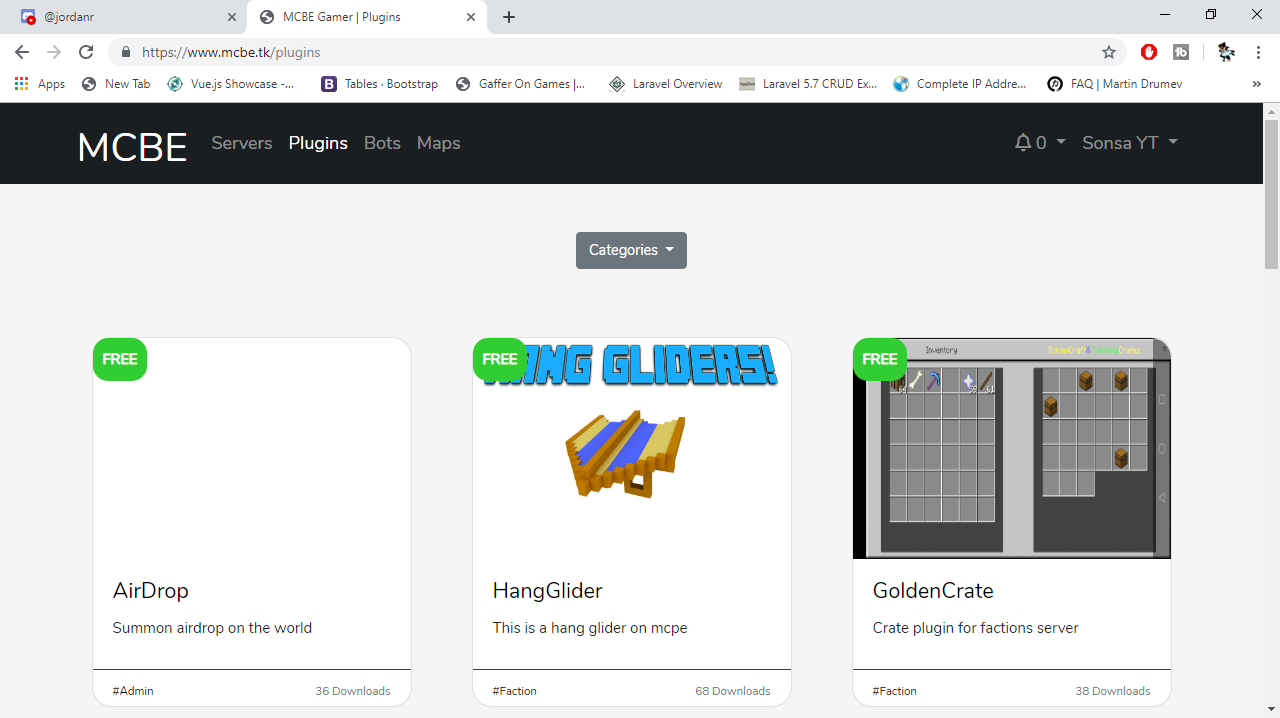 @jordanr
MCBE Gamer | Plugins
https://www.mcbe.tk/plugins
Apps
New Tab
Vue.js Showcase -...
Tables · Bootstrap
Gaffer On Games |...
Laravel Overview
Laravel 5.7 CRUD Ex...
Complete IP Addre...
FAQ | Martin Drumev
»
MCBE
Servers
Plugins
Bots
Maps
0
Sonsa YT
Categories
FREE
AirDrop
Summon airdrop on the world
#Admin
36 Downloads
FREE
GLIDERS!
HangGlider
This is a hang glider on mcpe
#Faction
68 Downloads
FREE
Inventory
GoldenCrate
Crate plugin for factions server
#Faction
38 Downloads